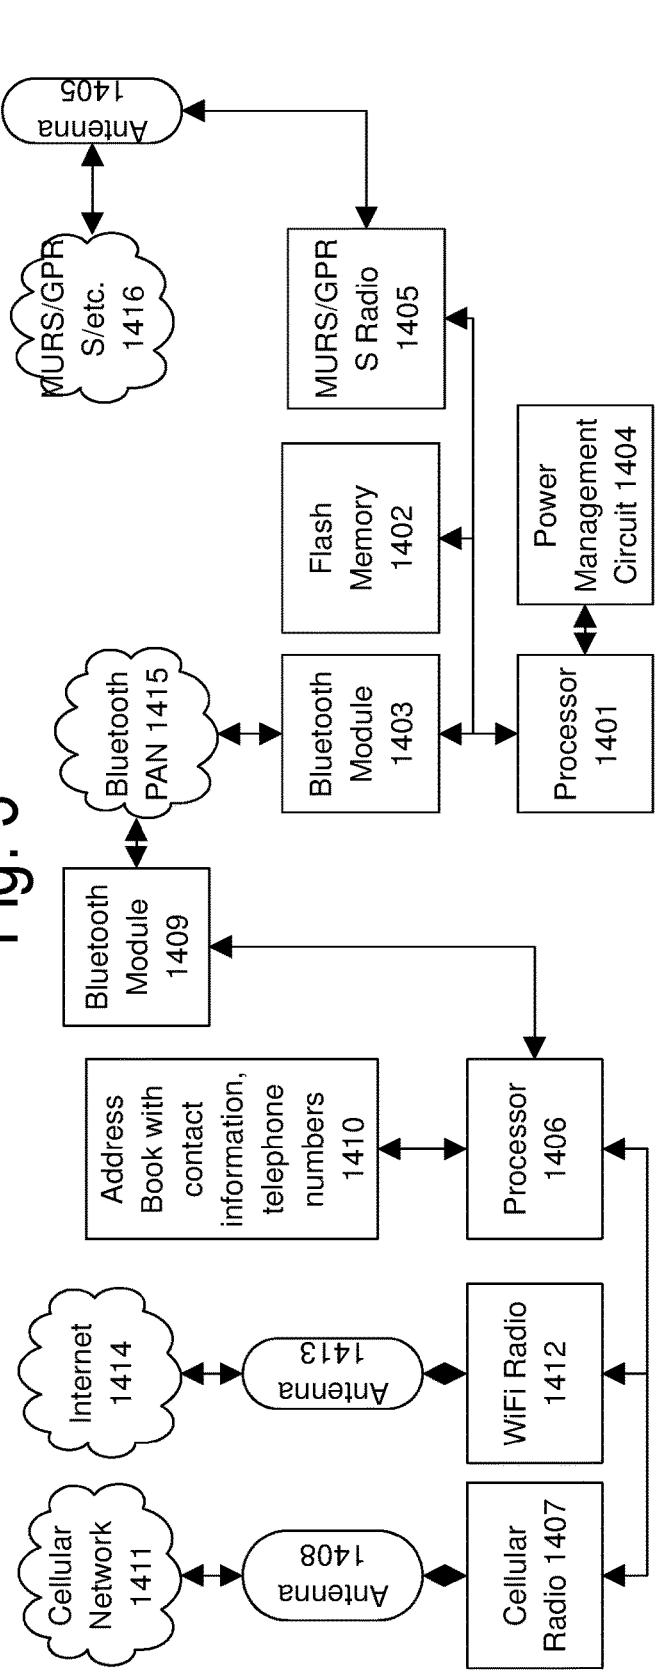 Fig.
Cellular
Network
1411
Internet
1414
Address
Book with
contact
information,
telephone
numbers
1410
Bluetooth
Module
1409
Bluetooth
PAN 1415
MURS/GPR
S/etc.
1416
Antenna
1405
Antenna
1408
Antenna
1413
Bluetooth
Module
1403
Flash
Memory
1402
MURS/GPR
S Radio
1405
Cellular
Radio 1407
WiFi Radio
1412
Processor
1406
Processor
1401
Power
Management
Circuit 1404